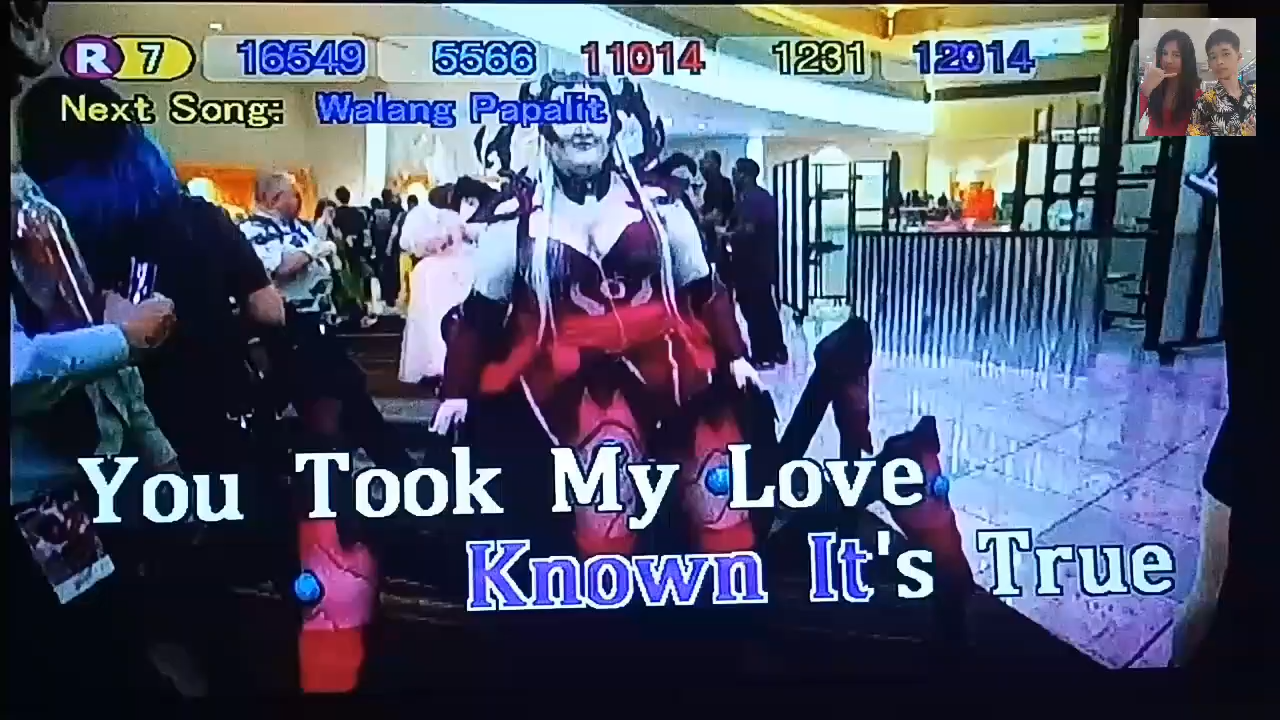 R 7 16549 5566 11014 1231 12014
Next Song: Walang Papalit
You Took My Love
Known It's True